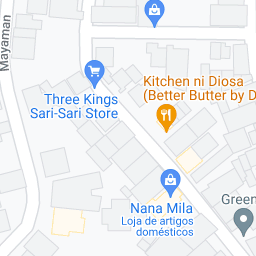 Mayaman
Kitchen ni Diosa
(Better Butter by D
Three Kings
Sari-Sari Store
Nana Mila
Loja de artigos
domésticos
Green